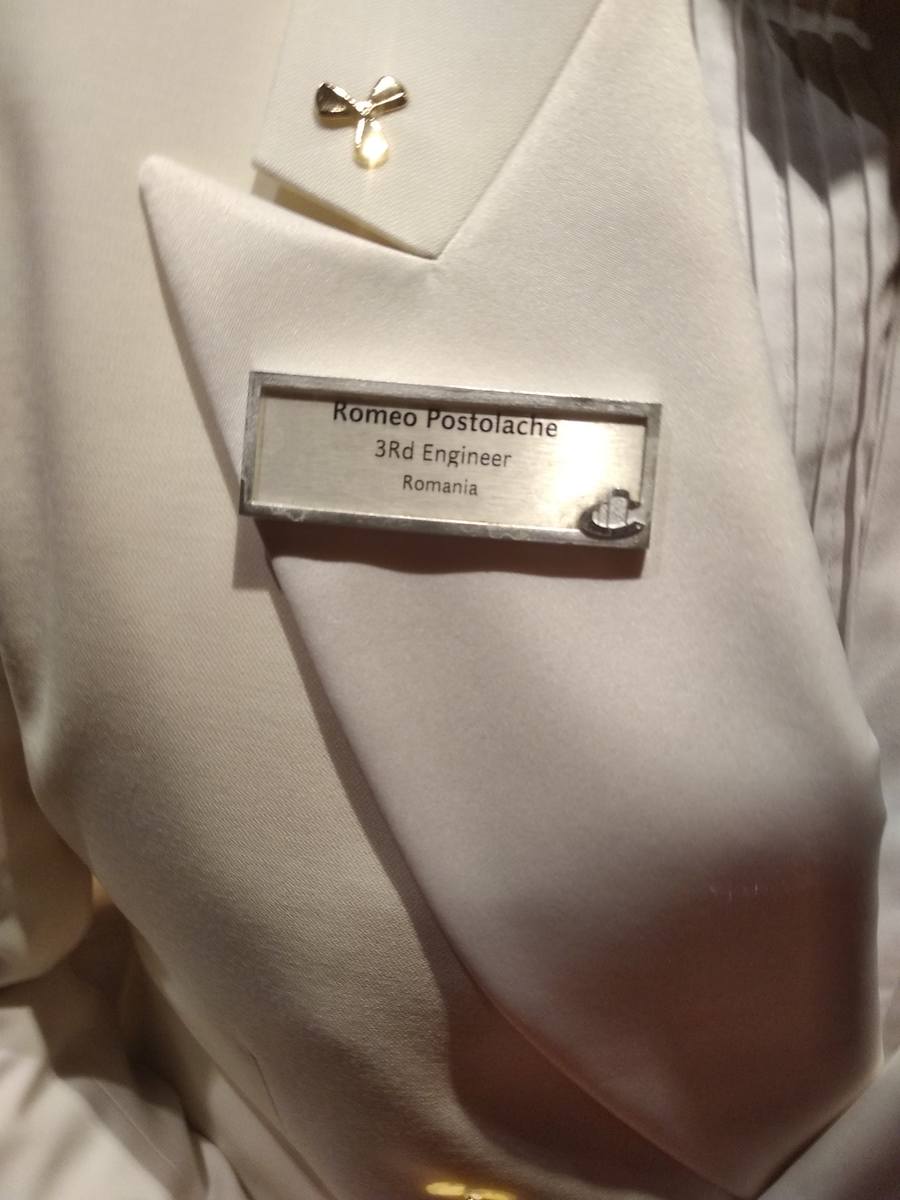 Romeo Postolache
3Rd Engineer
Romania